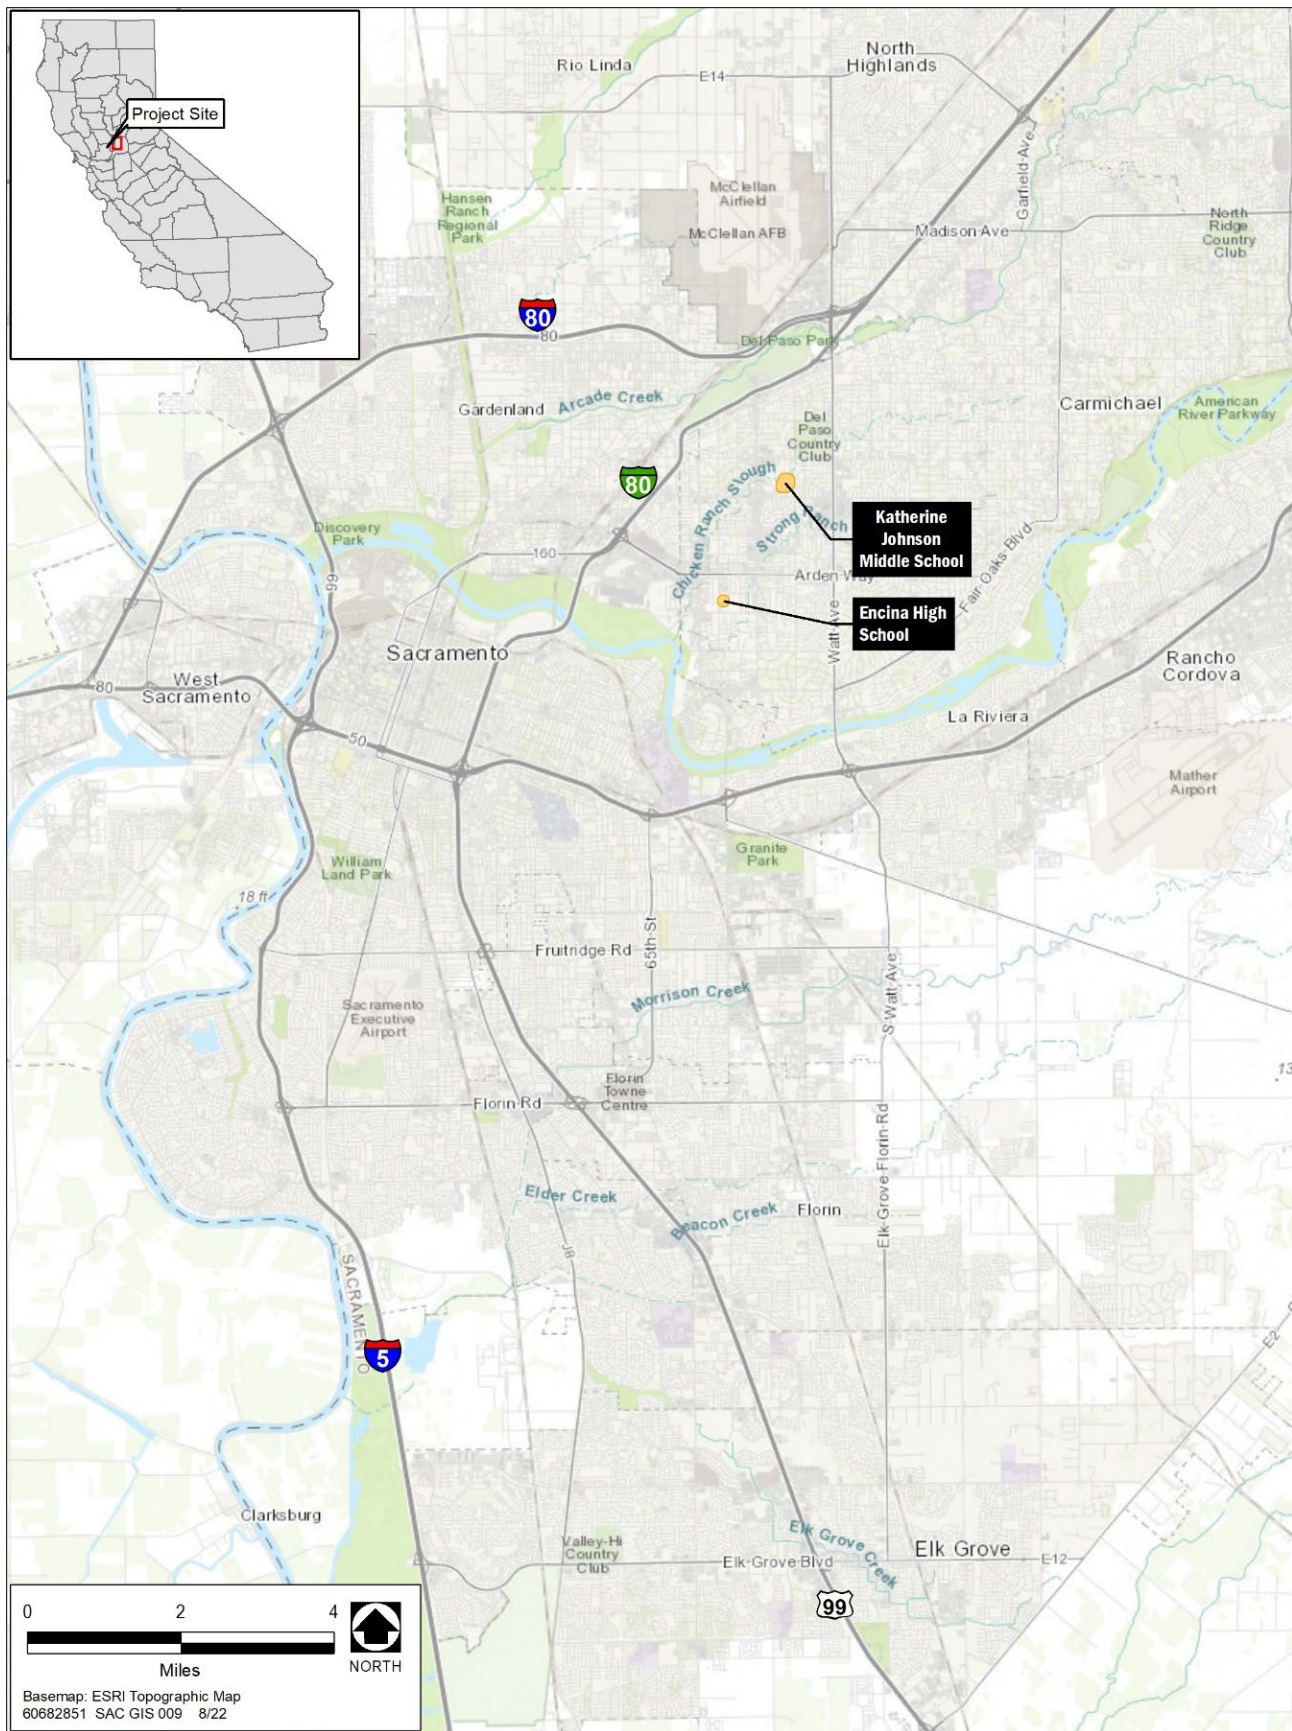 Project Site
Rio Linda
North
Highlands
E14
McClellan
Airfield
McClellan AFB
Garfield Ave
Hansen
Ranch
Regional
Park
Madison Ave
North
Ridge
Country
Club
80
80
Del Paso Park
Gardenland
Arcade Creek
Carmichael
American
River Parkway
Del
Paso
Country
Club
80
Chicken Ranch Slough
Strong Ranch
Katherine
Johnson
Middle School
Discovery
Park
160
99
Arden Way
Fair Oaks Blvd
Encina High
School
Watt Ave
Sacramento
Rancho
Cordova
80
West
Sacramento
La Riviera
50
Mather
Airport
Granite
Park
William
Land Park
18 ft
Fruitridge Rd
65th St
S Watt Ave
Morrison Creek
Sacramento
Executive
Airport
13
Florin
Towne
Centre
Florin Rd
Elk Grove Florin Rd
Elder Creek
Beacon Creek
Florin
J8
SACRAMENTO
5
E2
Clarksburg
Valley-Hi
Country
Club
Elk Grove Creek
Elk Grove Blvd
Elk Grove
E12
99
0 2 4
Miles
NORTH
Basemap: ESRI Topographic Map
60682851 SAC GIS 009 8/22